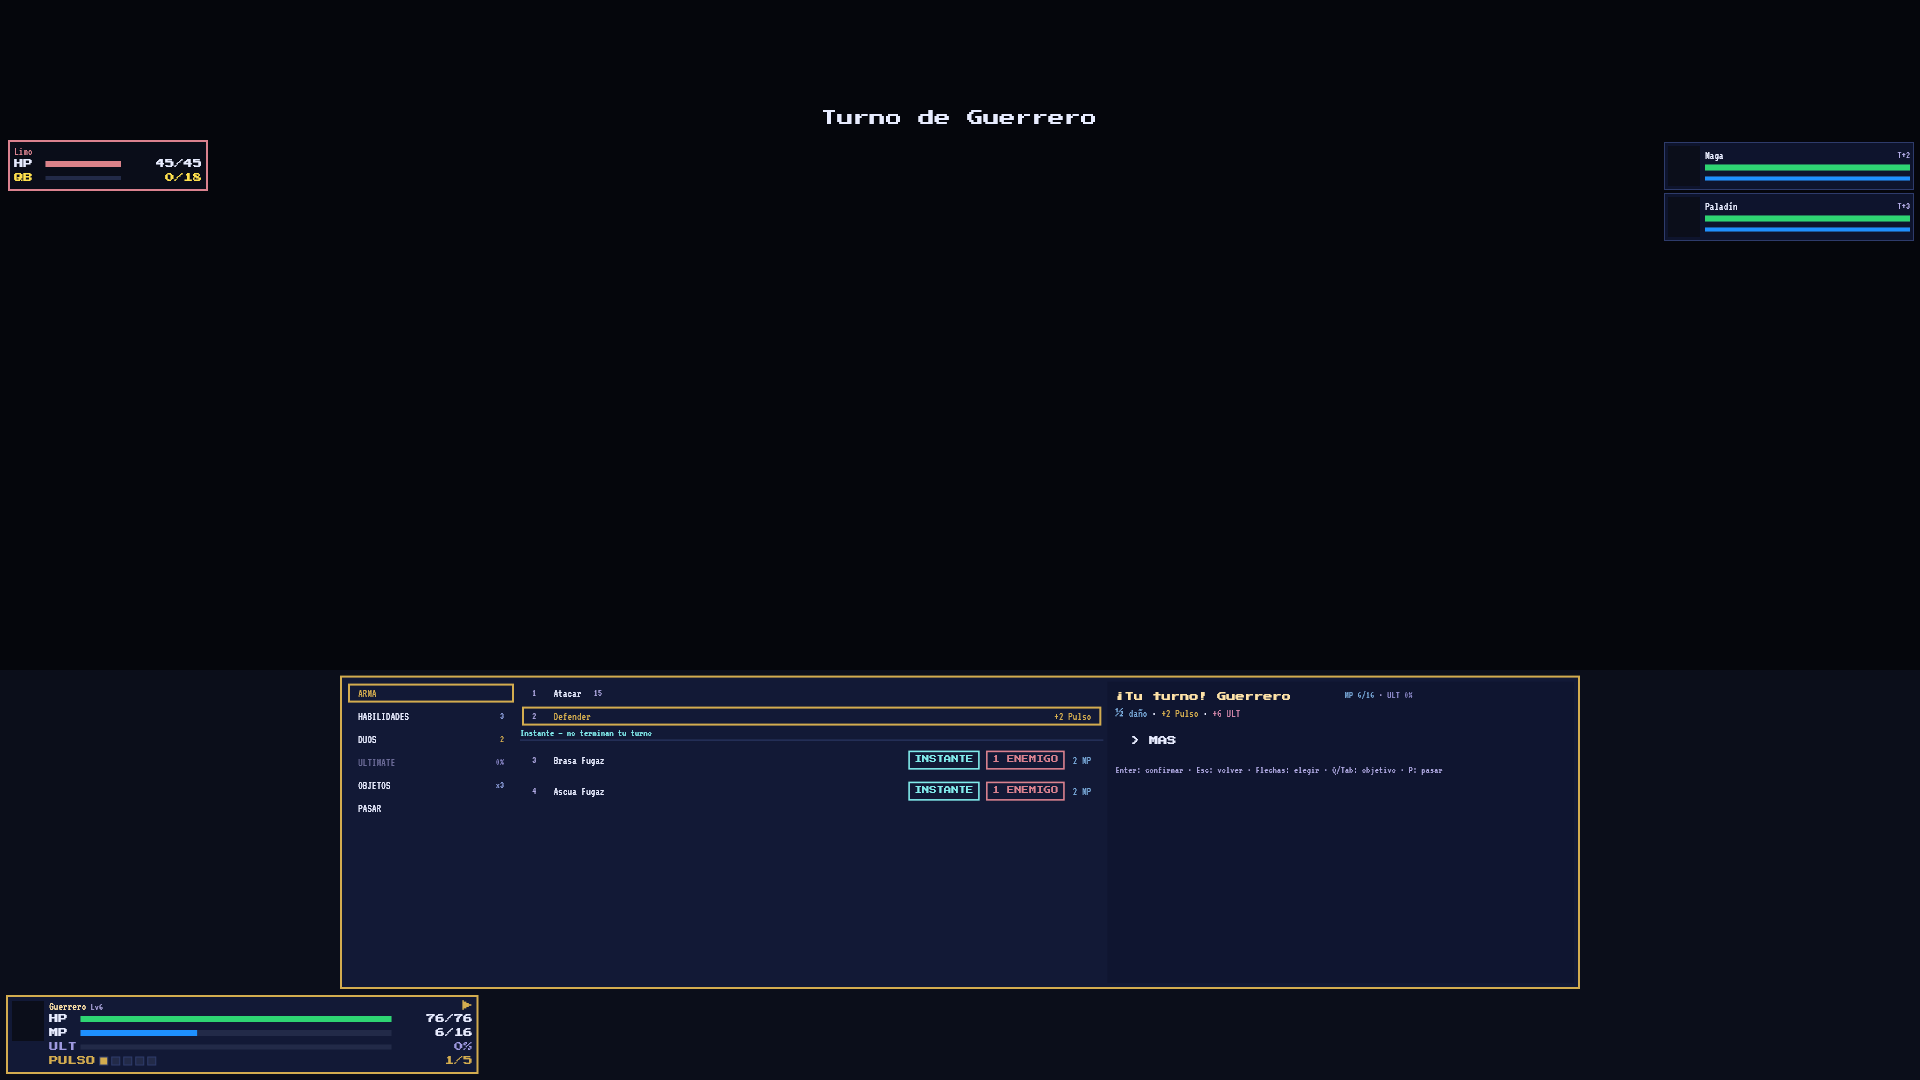 Turno de Guerrero
Limo
HP 45/45
QB 0/18
Naga T+2
Paladín T+3
ARMA
HABILIDADES 3
DUOS 2
ULTIMATE 0%
OBJETOS x3
PASAR
1 Atacar 15
2 Defender +2 Pulso
Instante — no terminan tu turno
3 Brasa Fugaz INSTANTE 1 ENEMIGO 2 MP
4 Ascua Fugaz INSTANTE 1 ENEMIGO 2 MP
¡Tu turno! Guerrero MP 6/16 · ULT 0%
½ daño · +2 Pulso · +6 ULT
> MAS
Enter: confirmar · Esc: volver · Flechas: elegir · Q/Tab: objetivo · P: pasar
Guerrero Lv6
HP 76/76
MP 6/16
ULT 0%
PULSO 1/5